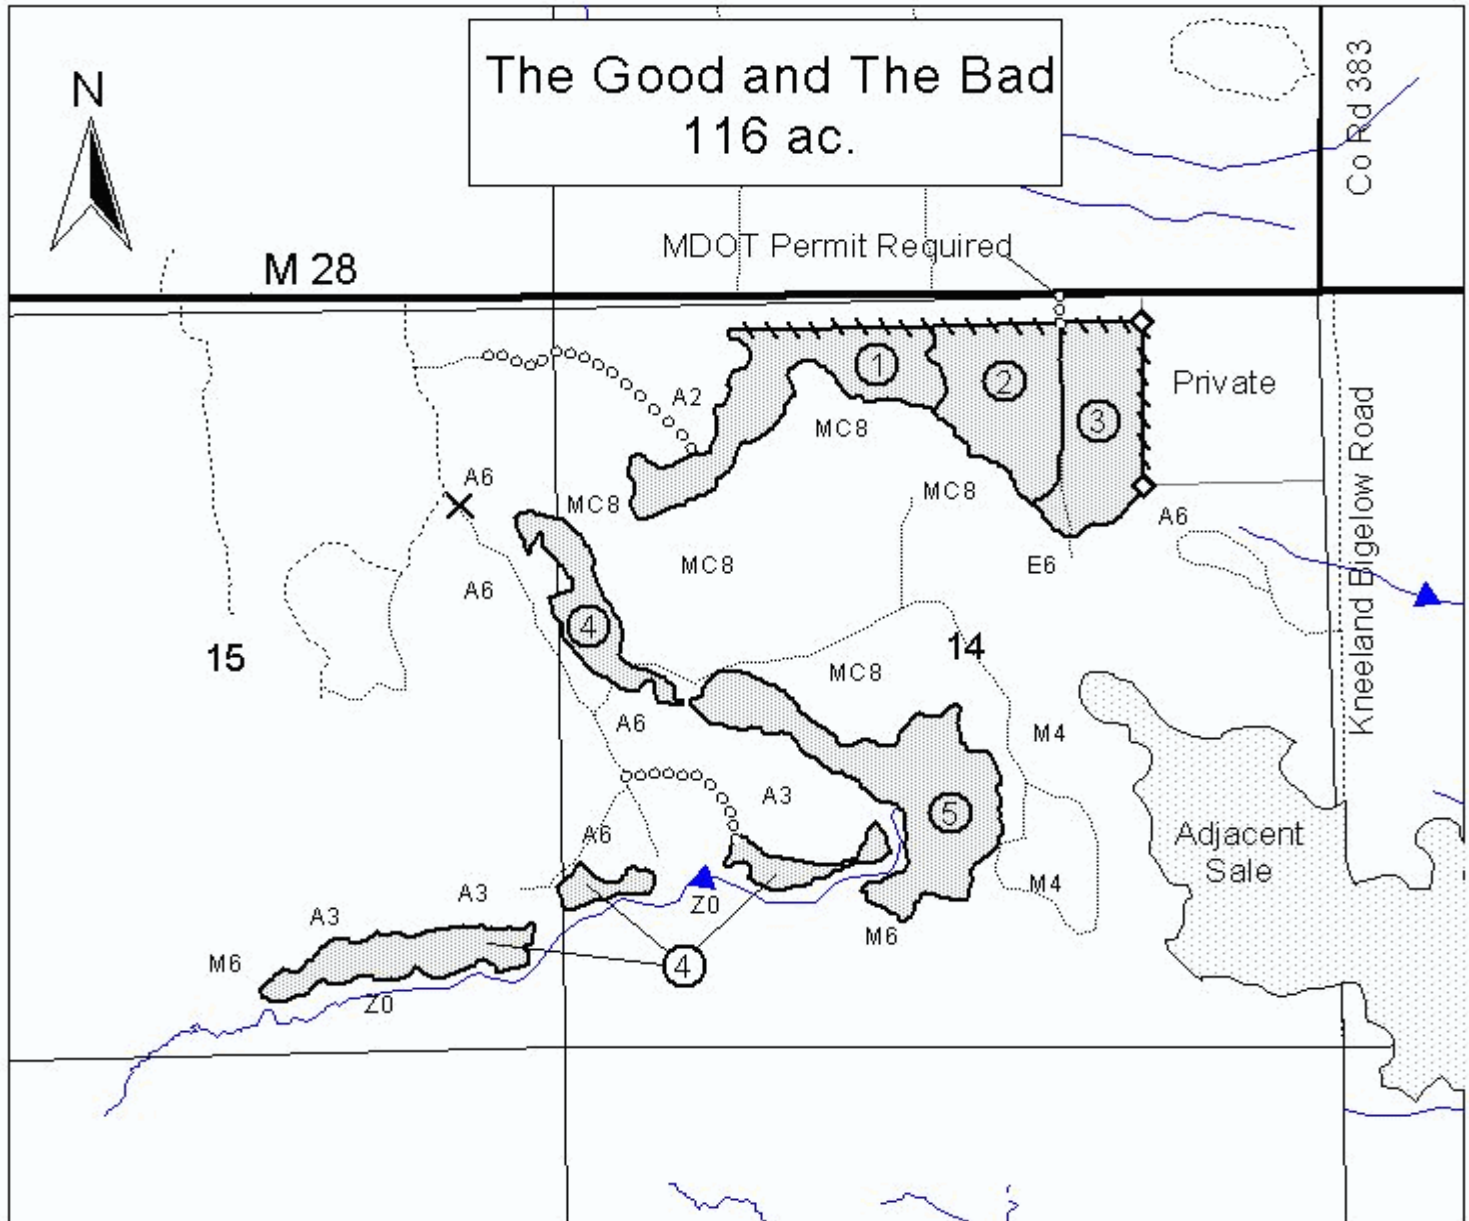 The Good and The Bad
116 ac.
N
Co Rd 383
MDOT Permit Required
M 28
1
2
3
Private
A2
MC8
A6
MC8
MC8
A6
MC8
E6
A6
Kneeland Bigelow Road
4
15
14
MC8
A6
M4
A3
5
Adjacent
Sale
A6
A3
M4
Z0
A3
M6
M6
4
Z0